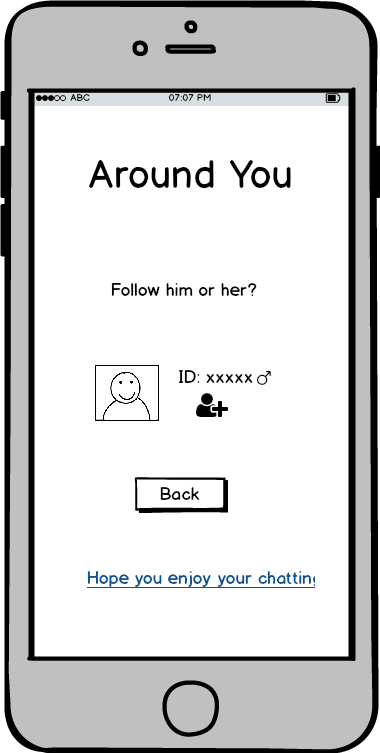 ABC 07:07 PM
Around You
Follow him or her?
ID: xxxxx ♂
Back
Hope you enjoy your chatting